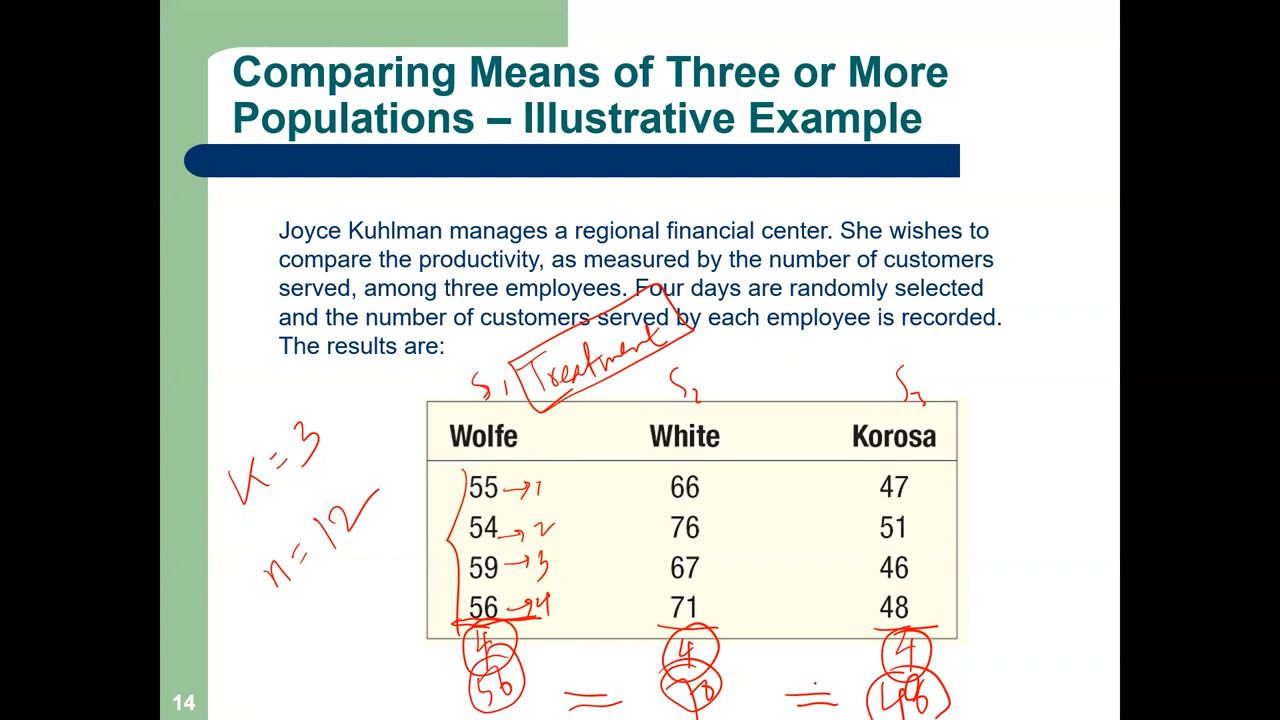 Comparing Means of Three or More
Populations – Illustrative Example
Joyce Kuhlman manages a regional financial center. She wishes to
compare the productivity, as measured by the number of customers
served, among three employees. Four days are randomly selected
and the number of customers served by each employee is recorded.
The results are:
Treatment
S1 S2 S3
Wolfe White Korosa
K=3
55 →1 66 47
54 →2 76 51
n=12
59 →3 67 46
56 →4 71 48
4 4 4
56 = =
14